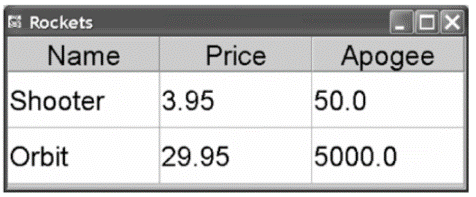 Rockets
Name Price Apogee
Shooter 3.95 50.0
Orbit 29.95 5000.0